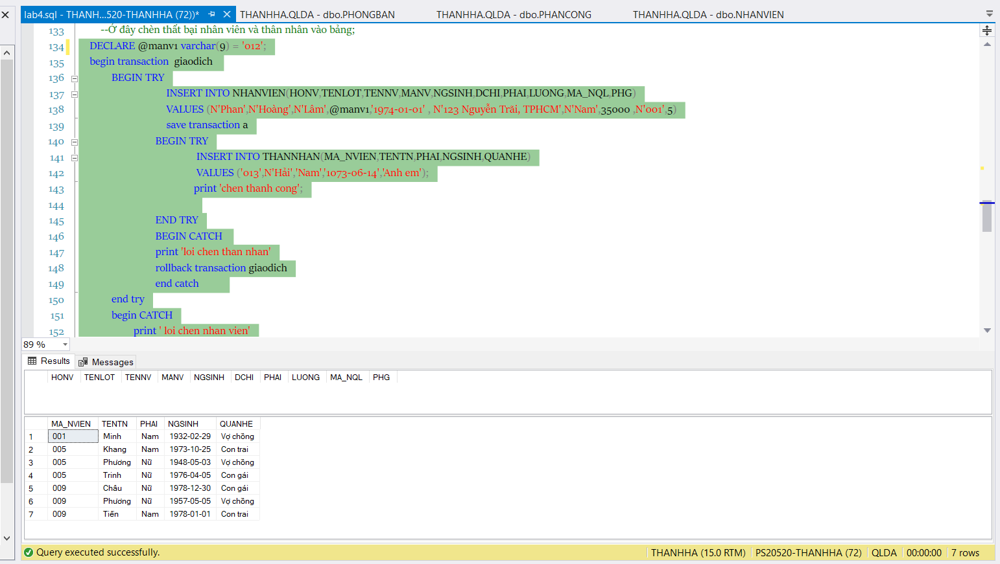 lab4.sql - THANH...520-THANHHA (72))*
THANHHA.QLDA - dbo.PHONGBAN
THANHHA.QLDA - dbo.PHANCONG
THANHHA.QLDA - dbo.NHANVIEN
133 --Ở đây chèn thất bại nhân viên và thân nhân vào bảng;
134 DECLARE @manv1 varchar(9) = '012';
135 begin transaction giaodich
136 BEGIN TRY
137 INSERT INTO NHANVIEN(HONV,TENLOT,TENNV,MANV,NGSINH,DCHI,PHAI,LUONG,MA_NQL,PHG)
138 VALUES (N'Phan',N'Hoàng',N'Lâm',@manv1,'1974-01-01' , N'123 Nguyễn Trãi, TPHCM',N'Nam',35000 ,N'001',5)
139 save transaction a
140 BEGIN TRY
141 INSERT INTO THANNHAN(MA_NVIEN,TENTN,PHAI,NGSINH,QUANHE)
142 VALUES ('013',N'Hải','Nam','1073-06-14','Anh em');
143 print 'chen thanh cong';
144
145 END TRY
146 BEGIN CATCH
147 print 'loi chen than nhan'
148 rollback transaction giaodich
149 end catch
150 end try
151 begin CATCH
152 print ' loi chen nhan vien'
89 %
Results Messages
HONV TENLOT TENNV MANV NGSINH DCHI PHAI LUONG MA_NQL PHG
MA_NVIEN TENTN PHAI NGSINH QUANHE
1 001 Minh Nam 1932-02-29 Vợ chồng
2 005 Khang Nam 1973-10-25 Con trai
3 005 Phương Nữ 1948-05-03 Vợ chồng
4 005 Trinh Nữ 1976-04-05 Con gái
5 009 Châu Nữ 1978-12-30 Con gái
6 009 Phương Nữ 1957-05-05 Vợ chồng
7 009 Tiến Nam 1978-01-01 Con trai
Query executed successfully.
THANHHA (15.0 RTM) PS20520-THANHHA (72) QLDA 00:00:00 7 rows